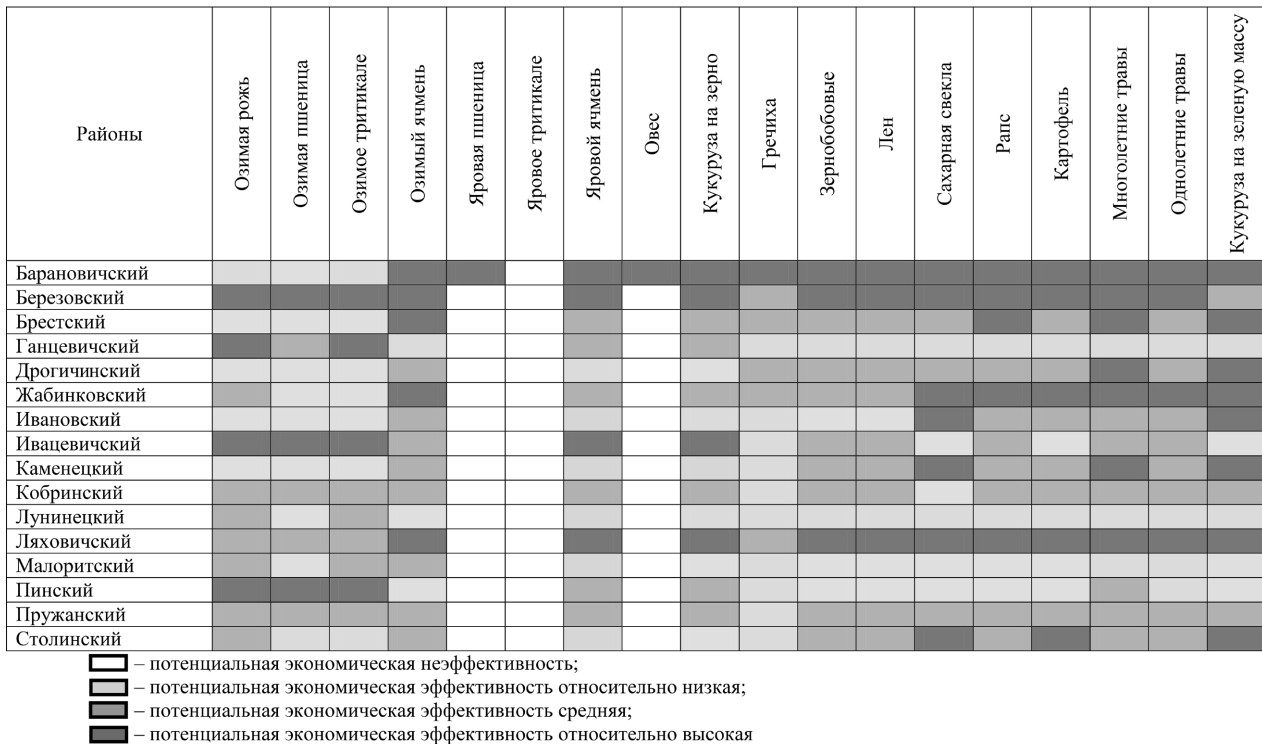 Районы
Озимая рожь
Озимая пшеница
Озимое тритикале
Озимый ячмень
Яровая пшеница
Яровое тритикале
Яровой ячмень
Овес
Кукуруза на зерно
Гречиха
Зернобобовые
Лен
Сахарная свекла
Рапс
Картофель
Многолетние травы
Однолетние травы
Кукуруза на зеленую массу
Барановичский
Березовский
Брестский
Ганцевичский
Дрогичинский
Жабинковский
Ивановский
Ивацевичский
Каменецкий
Кобринский
Лунинецкий
Ляховичский
Малоритский
Пинский
Пружанский
Столинский
– потенциальная экономическая неэффективность;
– потенциальная экономическая эффективность относительно низкая;
– потенциальная экономическая эффективность средняя;
– потенциальная экономическая эффективность относительно высокая